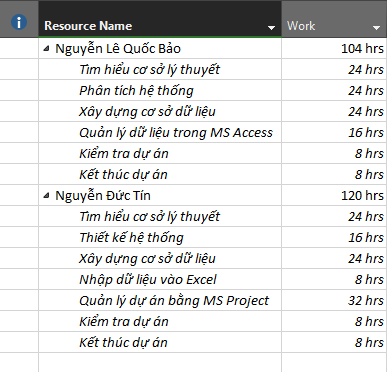 Resource Name Work
Nguyễn Lê Quốc Bảo 104 hrs
Tìm hiểu cơ sở lý thuyết 24 hrs
Phân tích hệ thống 24 hrs
Xây dựng cơ sở dữ liệu 24 hrs
Quản lý dữ liệu trong MS Access 16 hrs
Kiểm tra dự án 8 hrs
Kết thúc dự án 8 hrs
Nguyễn Đức Tín 120 hrs
Tìm hiểu cơ sở lý thuyết 24 hrs
Thiết kế hệ thống 16 hrs
Xây dựng cơ sở dữ liệu 24 hrs
Nhập dữ liệu vào Excel 8 hrs
Quản lý dự án bằng MS Project 32 hrs
Kiểm tra dự án 8 hrs
Kết thúc dự án 8 hrs